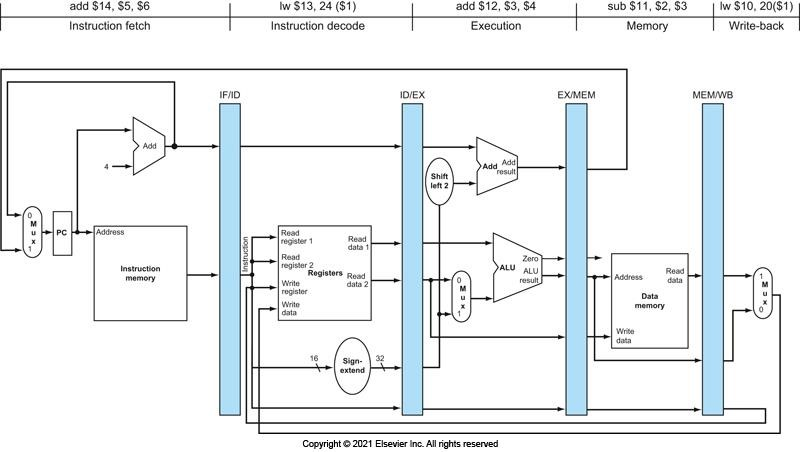 add $14, $5, $6
lw $13, 24 ($1)
add $12, $3, $4
sub $11, $2, $3
lw $10, 20($1)
Instruction fetch
Instruction decode
Execution
Memory
Write-back
IF/ID
ID/EX
EX/MEM
MEM/WB
Add
4
Shift
left 2
Add
Add
result
0
M
u
x
1
PC
Address
Instruction
memory
Instruction
Read
register 1
Read
register 2
Registers
Write
register
Write
data
Read
data 1
Read
data 2
16
Sign-
extend
32
0
M
u
x
1
Zero
ALU
ALU
result
Address
Read
data
Data
memory
Write
data
1
M
u
x
0
Copyright © 2021 Elsevier Inc. All rights reserved